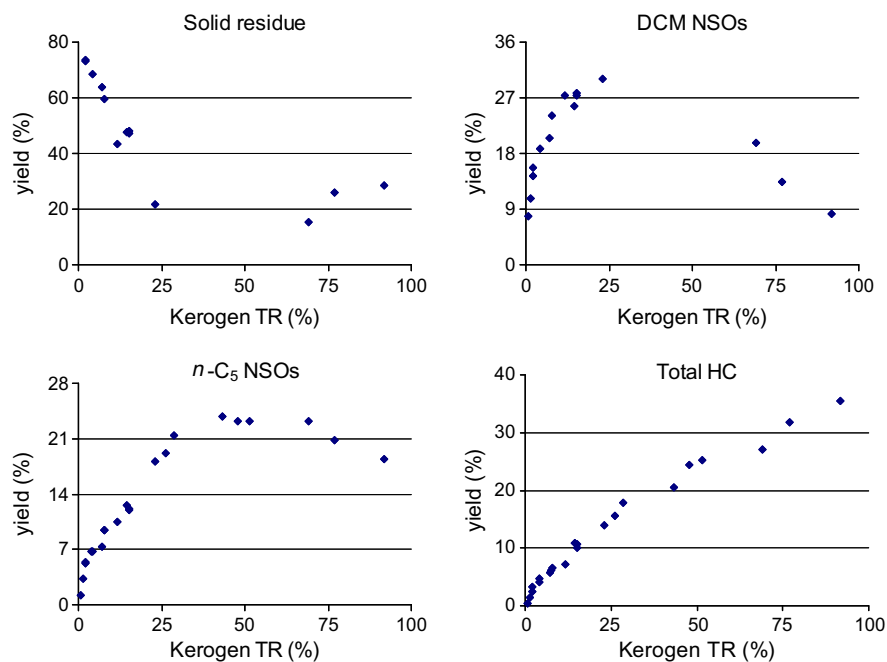 Solid residue
80
60
40
20
0
0 25 50 75 100
yield (%)
Kerogen TR (%)
DCM NSOs
36
27
18
9
0
0 25 50 75 100
yield (%)
Kerogen TR (%)
n-C₅ NSOs
28
21
14
7
0
0 25 50 75 100
yield (%)
Kerogen TR (%)
Total HC
40
30
20
10
0
0 25 50 75 100
yield (%)
Kerogen TR (%)